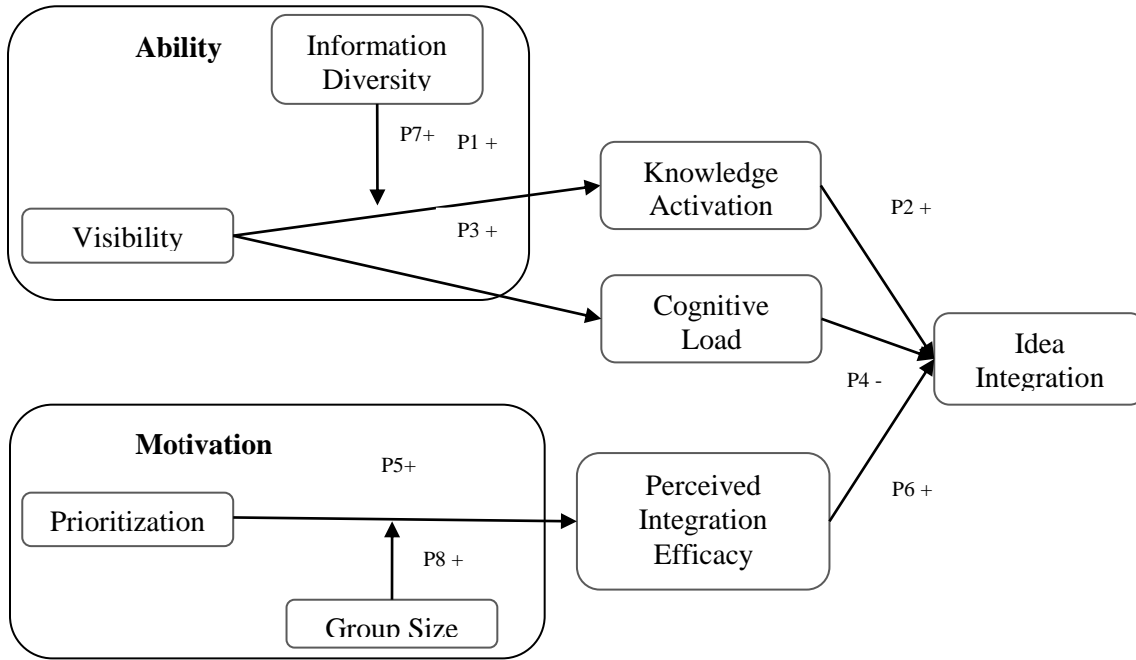 Ability
Information
Diversity
P7+
P1 +
Knowledge
Activation
P2 +
Visibility
P3 +
Cognitive
Load
Idea
Integration
P4 -
Motivation
P5+
Prioritization
Perceived
Integration
Efficacy
P6 +
P8 +
Group Size